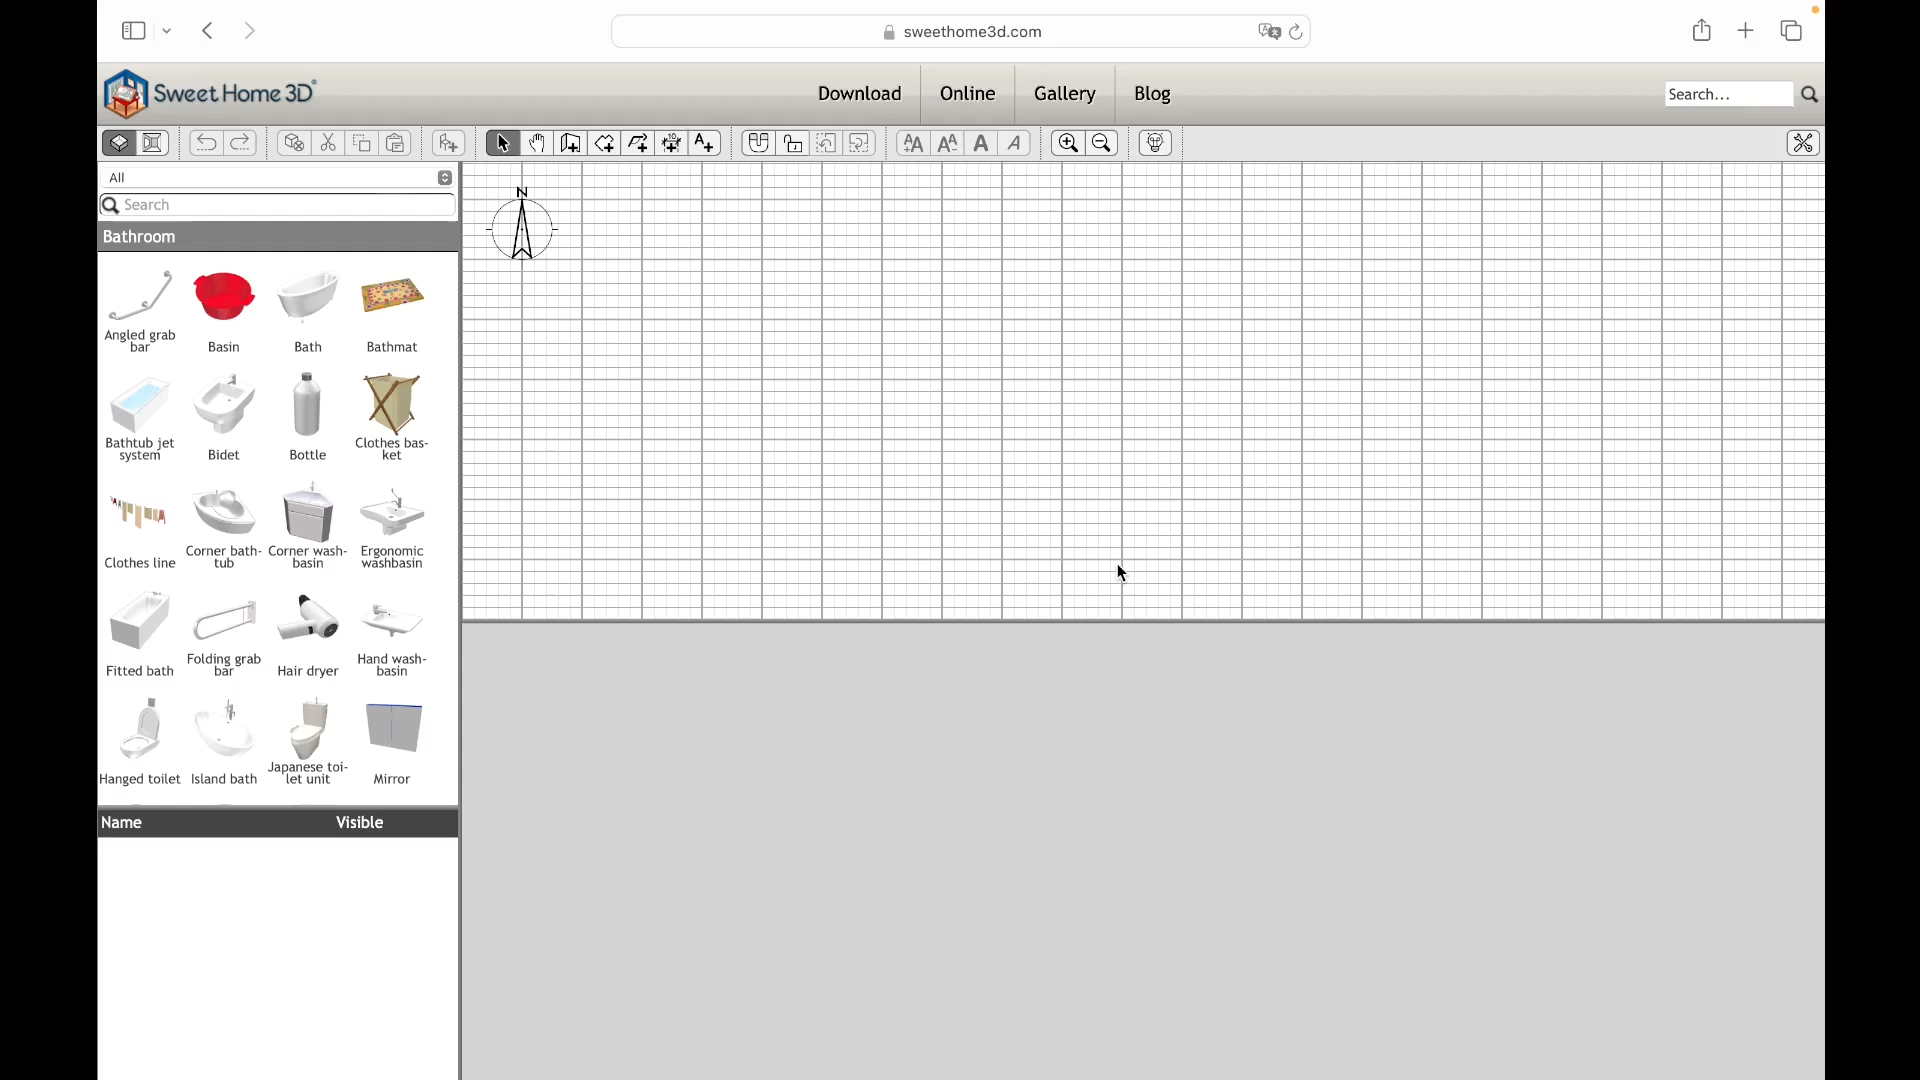 sweethome3d.com
Sweet Home 3D
Download
Online
Gallery
Blog
Search...
All
Search
N
Bathroom
Angled grab
bar
Basin
Bath
Bathmat
Bathtub jet
system
Bidet
Bottle
Clothes bas-
ket
Clothes line
Corner bath-
tub
Corner wash-
basin
Ergonomic
washbasin
Fitted bath
Folding grab
bar
Hair dryer
Hand wash-
basin
Hanged toilet
Island bath
Japanese toi-
let unit
Mirror
Name
Visible